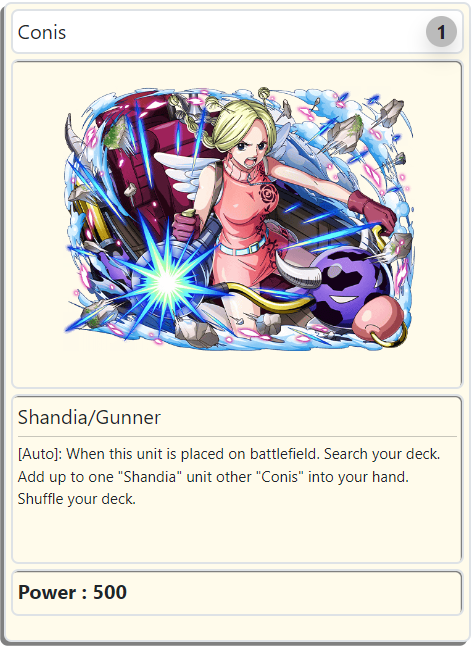 Conis
1
Shandia/Gunner
[Auto]: When this unit is placed on battlefield. Search your deck.
Add up to one "Shandia" unit other "Conis" into your hand.
Shuffle your deck.
Power : 500